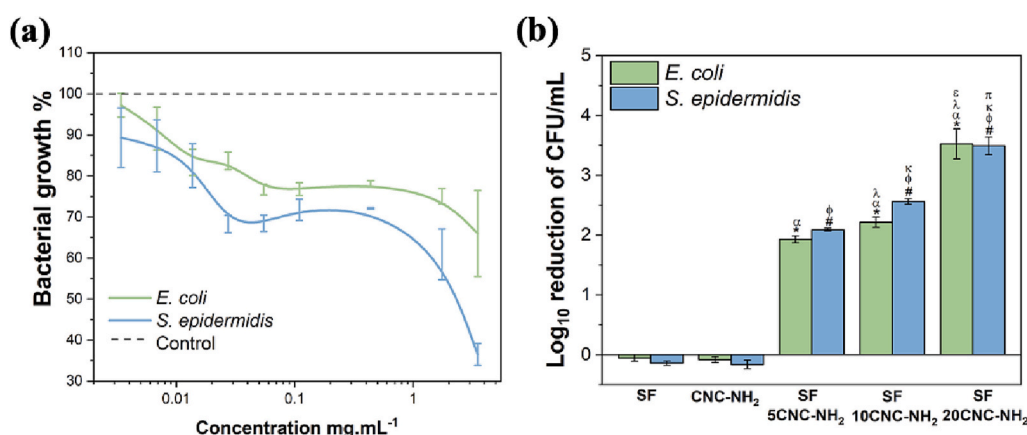 (a)
110
100
90
80
70
60
50
40
30
Bacterial growth %
E. coli
S. epidermidis
Control
0.01
0.1
1
Concentration mg.mL-1
(b)
5
4
3
2
1
0
Log10 reduction of CFU/mL
E. coli
S. epidermidis
α
*
ϕ
#
λ
α
*
κ
ϕ
#
ε
λ
α
*
π
κ
ϕ
#
SF
CNC-NH2
SF
5CNC-NH2
SF
10CNC-NH2
SF
20CNC-NH2